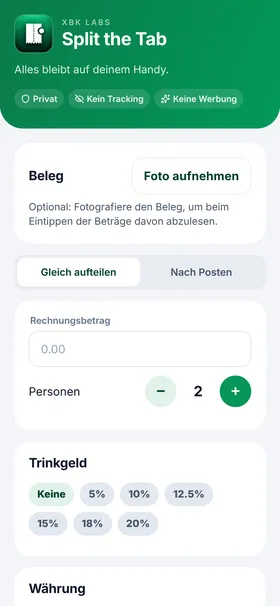 XBK LABS
Split the Tab
Alles bleibt auf deinem Handy.
Privat
Kein Tracking
Keine Werbung
Beleg
Foto aufnehmen
Optional: Fotografiere den Beleg, um beim
Eintippen der Beträge davon abzulesen.
Gleich aufteilen
Nach Posten
Rechnungsbetrag
0.00
Personen
− 2 +
Trinkgeld
Keine 5% 10% 12.5%
15% 18% 20%
Währung